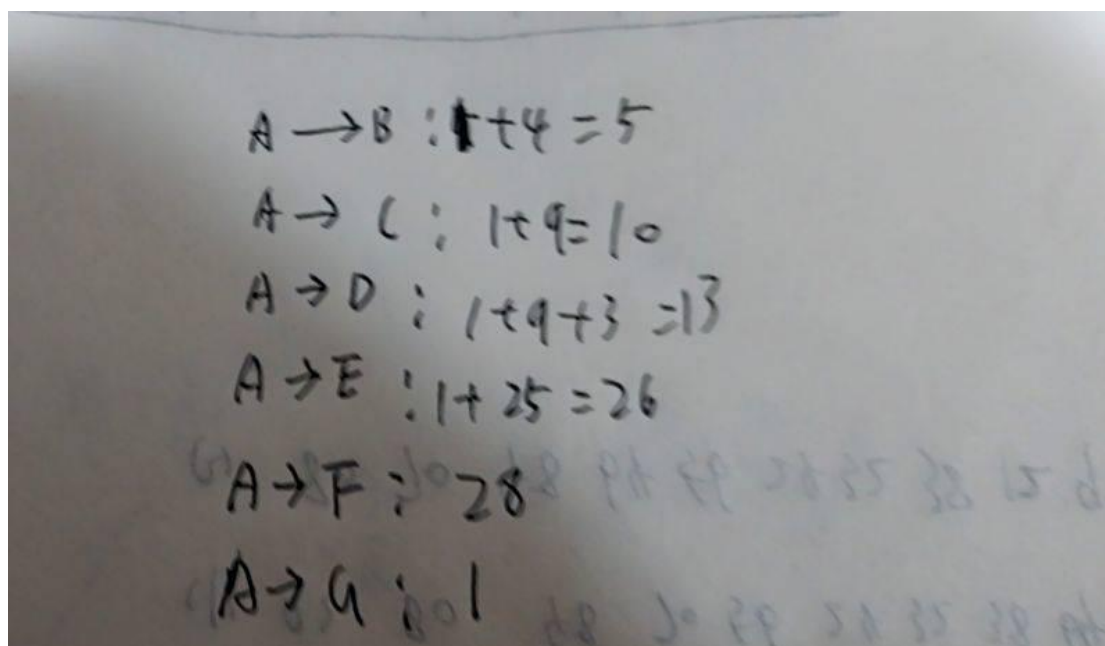 A → B : 1+4=5
A → C : 1+9=10
A → D : 1+9+3=13
A → E : 1+25=26
A → F : 28
A → G : 1